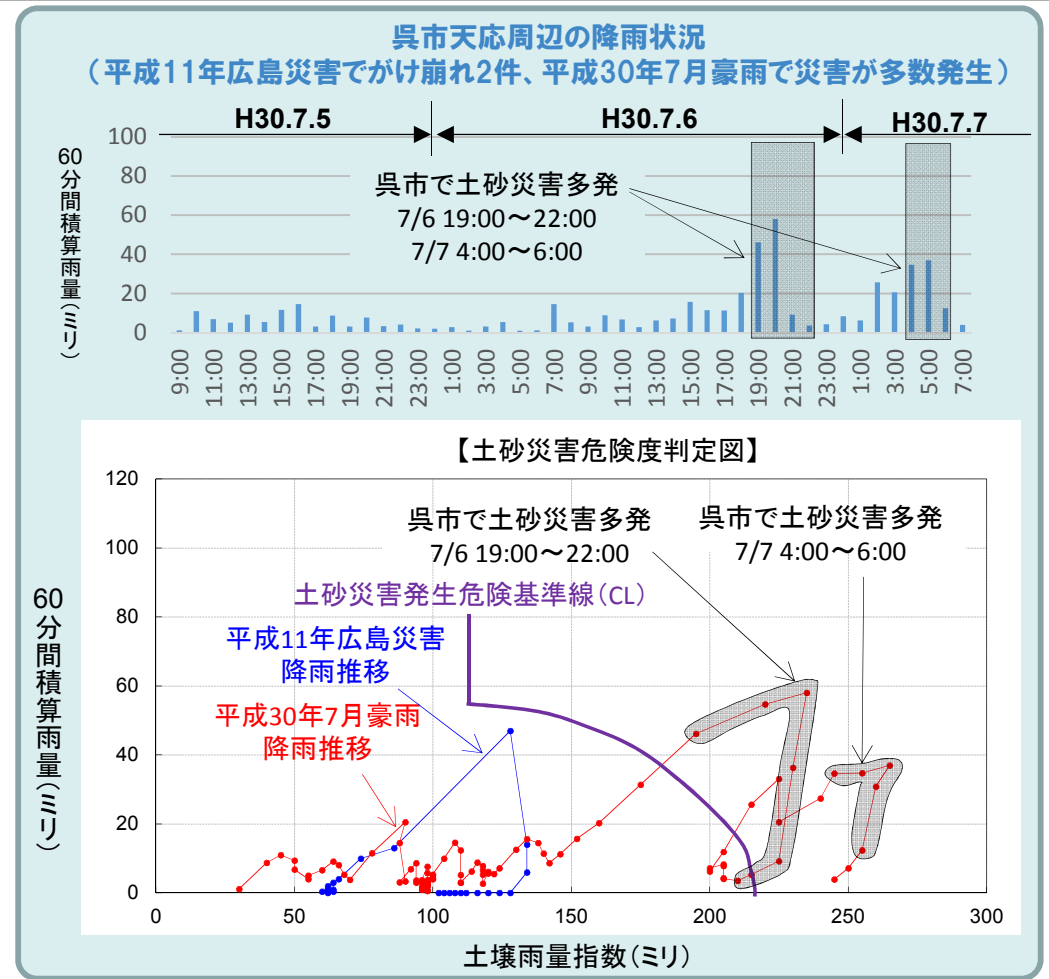 呉市天応周辺の降雨状況
（平成11年広島災害でがけ崩れ2件、平成30年7月豪雨で災害が多数発生）
H30.7.5
H30.7.6
H30.7.7
60分間積算雨量（ミリ）
100
80
60
40
20
0
呉市で土砂災害多発
7/6 19:00～22:00
7/7 4:00～6:00
9:00
11:00
13:00
15:00
17:00
19:00
21:00
23:00
1:00
3:00
5:00
7:00
9:00
11:00
13:00
15:00
17:00
19:00
21:00
23:00
1:00
3:00
5:00
7:00
【土砂災害危険度判定図】
60分間積算雨量（ミリ）
120
100
80
60
40
20
0
呉市で土砂災害多発
7/6 19:00～22:00
呉市で土砂災害多発
7/7 4:00～6:00
土砂災害発生危険基準線（CL）
平成11年広島災害
降雨推移
平成30年7月豪雨
降雨推移
0
50
100
150
200
250
300
土壌雨量指数（ミリ）